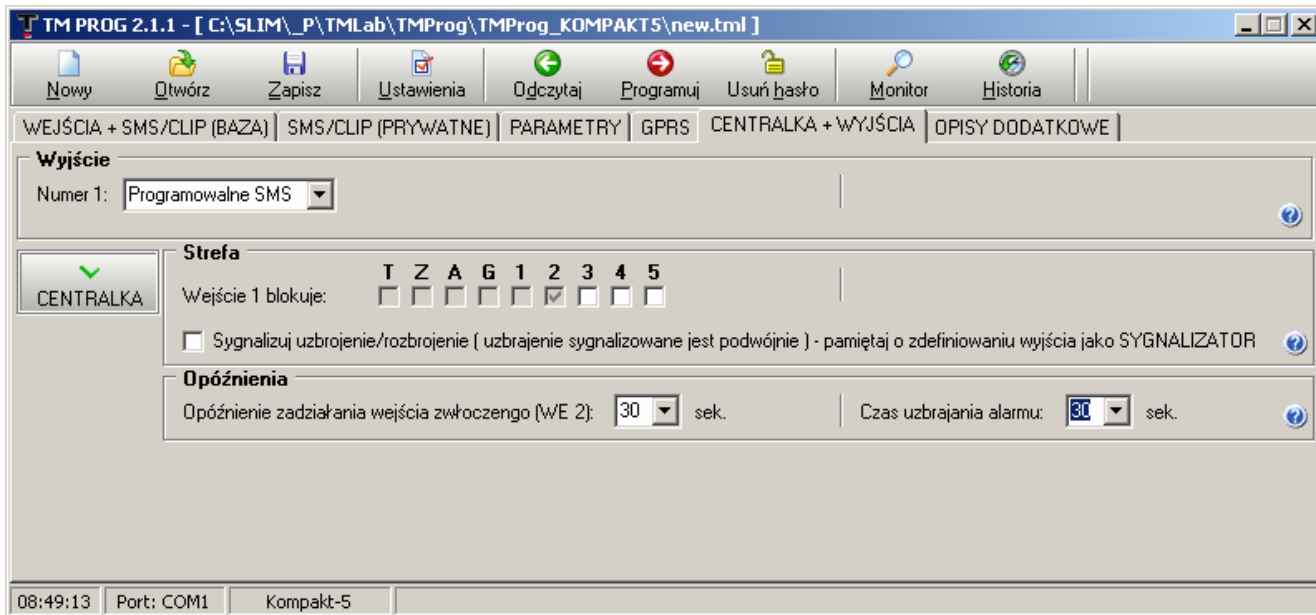 TM PROG 2.1.1 - [ C:\SLIM\_P\TMLab\TMProg\TMProg_KOMPAKT5\new.tml ]
Nowy Otwórz Zapisz Ustawienia Odczytaj Programuj Usuń hasło Monitor Historia
WEJŚCIA + SMS/CLIP (BAZA) SMS/CLIP (PRYWATNE) PARAMETRY GPRS CENTRALKA + WYJŚCIA OPISY DODATKOWE
Wyjście
Numer 1: Programowalne SMS
CENTRALKA
Strefa
T Z A G 1 2 3 4 5
Wejście 1 blokuje:
Sygnalizuj uzbrojenie/rozbrojenie ( uzbrajenie sygnalizowane jest podwójnie ) - pamiętaj o zdefiniowaniu wyjścia jako SYGNALIZATOR
Opóźnienia
Opóźnienie zadziałania wejścia zwłoczengo (WE 2): 30 sek. Czas uzbrajania alarmu: 30 sek.
08:49:13 Port: COM1 Kompakt-5